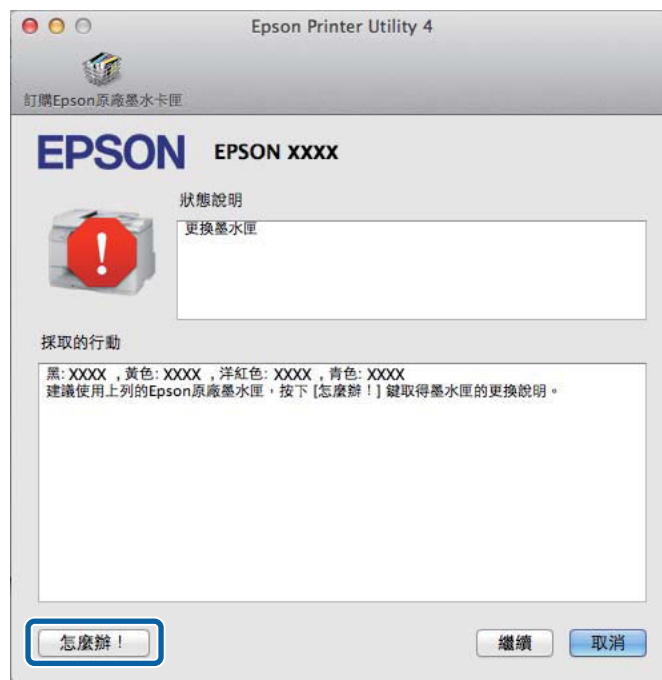 Epson Printer Utility 4
訂購Epson原廠墨水卡匣
EPSON EPSON XXXX
狀態說明
更換墨水匣
採取的行動
黑: XXXX ,黃色: XXXX ,洋紅色: XXXX ,青色: XXXX
建議使用上列的Epson原廠墨水匣,按下 [怎麼辦!] 鍵取得墨水匣的更換說明。
怎麼辦! 繼續 取消